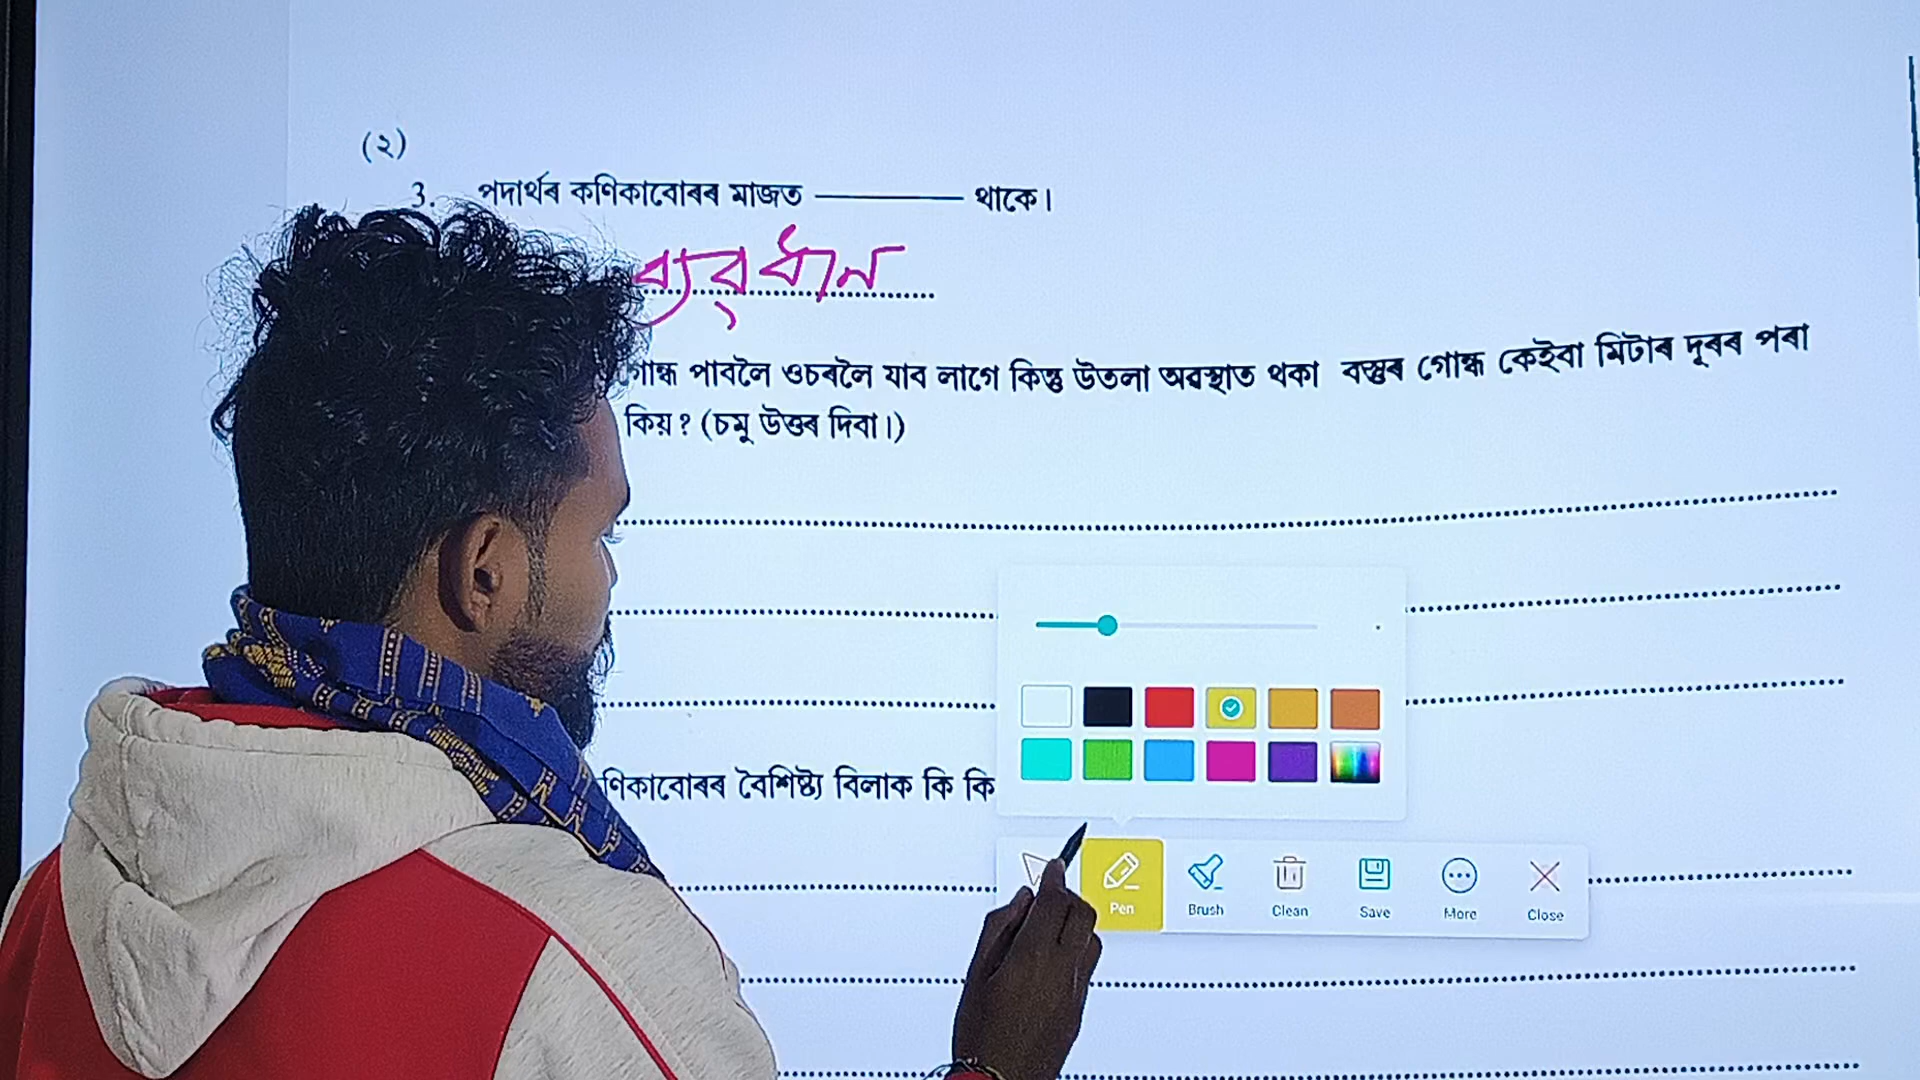 (২)
3. পদাৰ্থৰ কণিকাবোৰৰ মাজত ——— থাকে।
ব্যৱধান
গোন্ধ পাবলৈ ওচৰলৈ যাব লাগে কিন্তু উতলা অৱস্থাত থকা বস্তুৰ গোন্ধ কেইবা মিটাৰ দূৰৰ পৰা
কিয়? (চমু উত্তৰ দিবা।)
ণিকাবোৰৰ বৈশিষ্ট্য বিলাক কি কি
Pen Brush Clean Save More Close